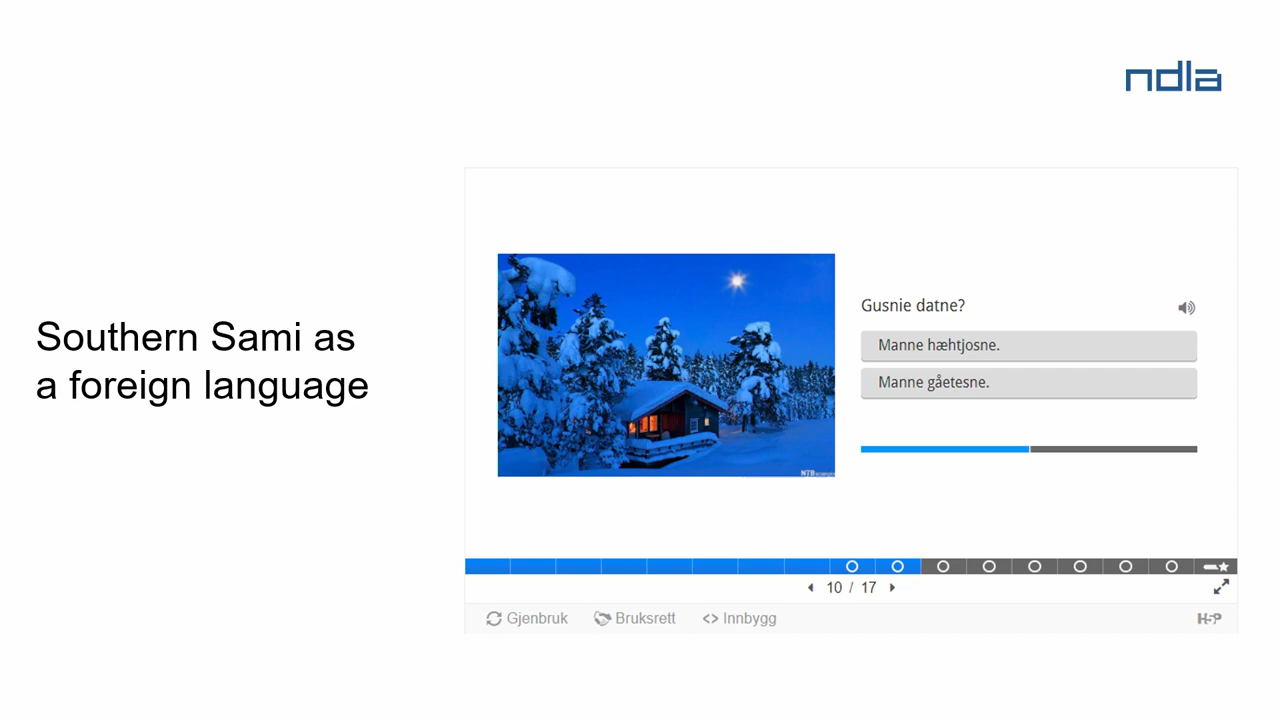 ndla
Southern Sami as
a foreign language
Gusnie datne?
Manne hæhtjosne.
Manne gåetesne.
10 / 17
Gjenbruk
Bruksrett
Innbygg
H5P